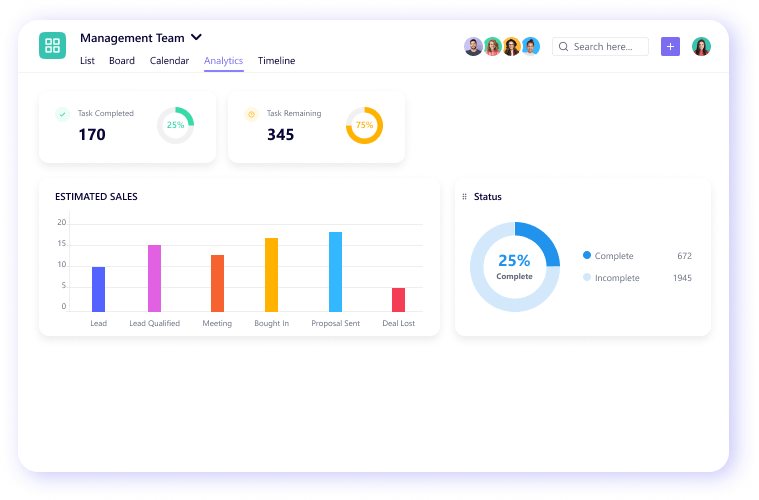 Management Team
List Board Calendar Analytics Timeline
Search here...
Task Completed
170
25%
Task Remaining
345
75%
ESTIMATED SALES
20
15
10
5
0
Lead Lead Qualified Meeting Bought In Proposal Sent Deal Lost
Status
25%
Complete
Complete 672
Incomplete 1945